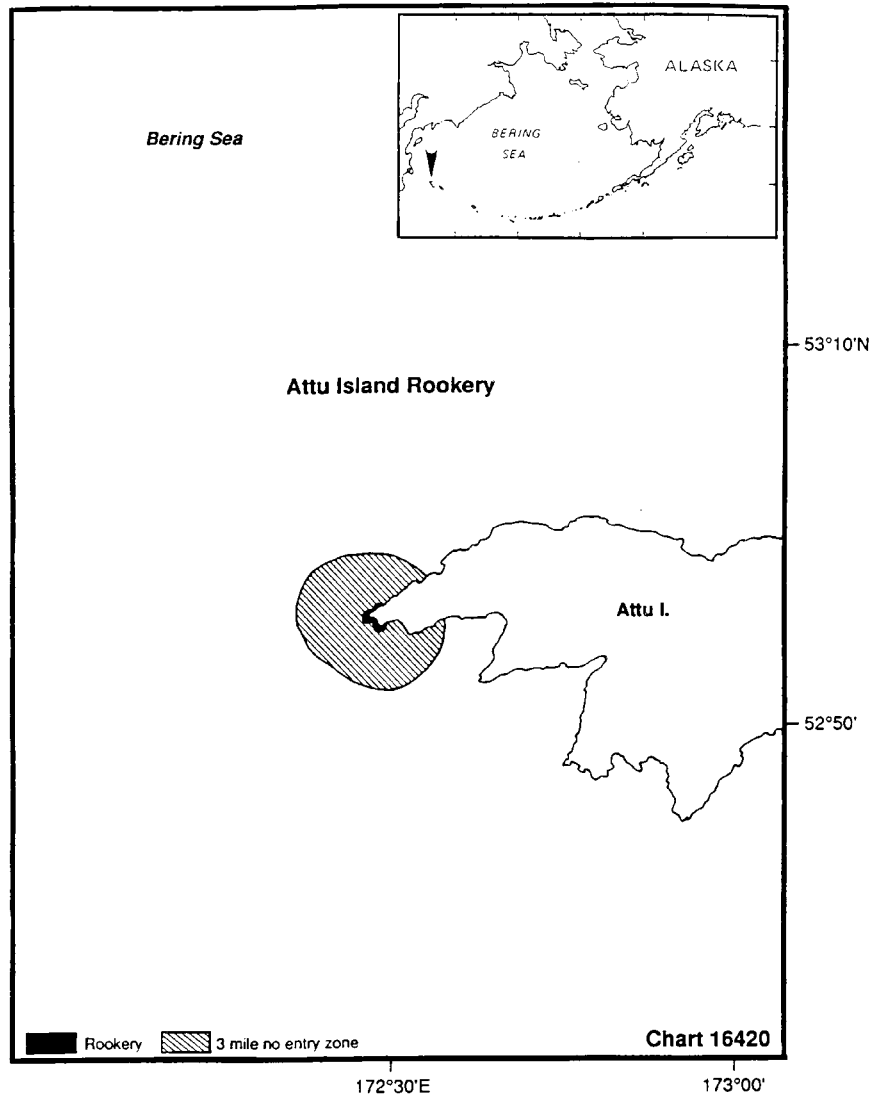 ALASKA
Bering Sea
BERING
SEA
53°10'N
Attu Island Rookery
Attu I.
52°50'
Rookery
3 mile no entry zone
Chart 16420
172°30'E
173°00'